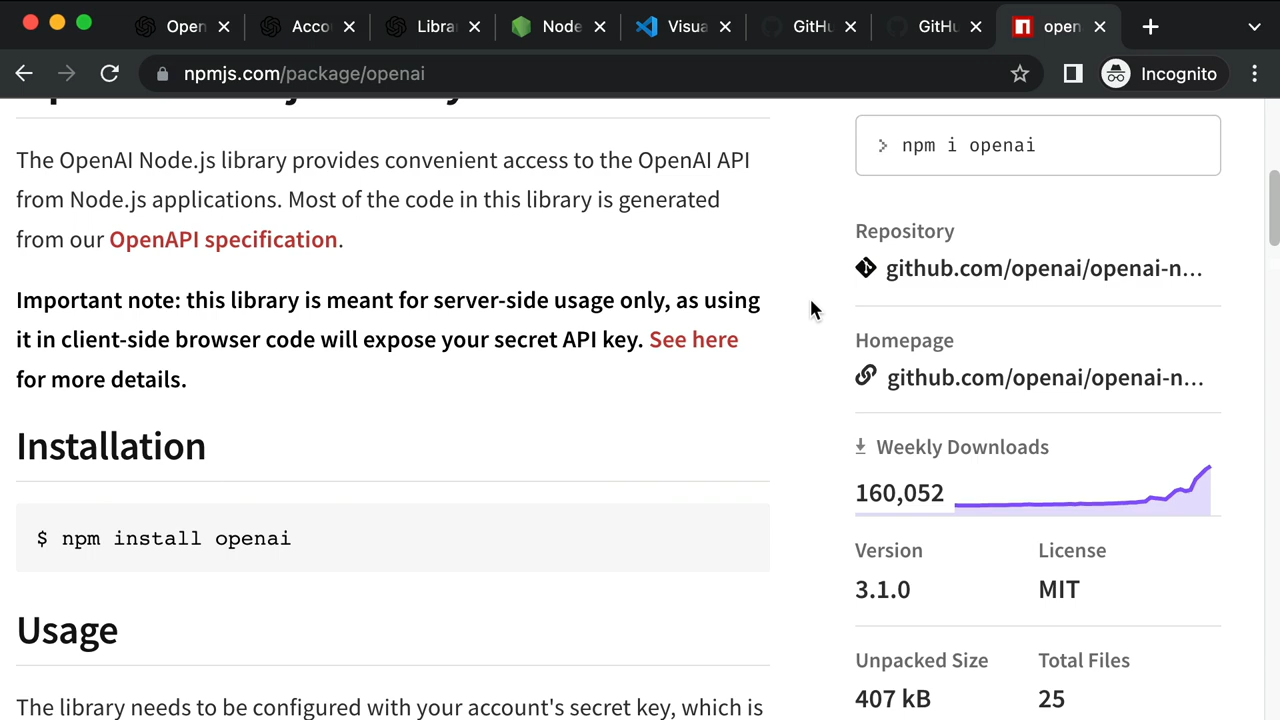 Open
Acco
Libra
Node
Visua
GitHu
GitHu
open
npmjs.com/package/openai
Incognito
The OpenAI Node.js library provides convenient access to the OpenAI API
from Node.js applications. Most of the code in this library is generated
from our OpenAPI specification.
Important note: this library is meant for server-side usage only, as using
it in client-side browser code will expose your secret API key. See here
for more details.
Installation
$ npm install openai
Usage
The library needs to be configured with your account's secret key, which is
> npm i openai
Repository
github.com/openai/openai-n...
Homepage
github.com/openai/openai-n...
Weekly Downloads
160,052
Version
License
3.1.0
MIT
Unpacked Size
Total Files
407 kB
25